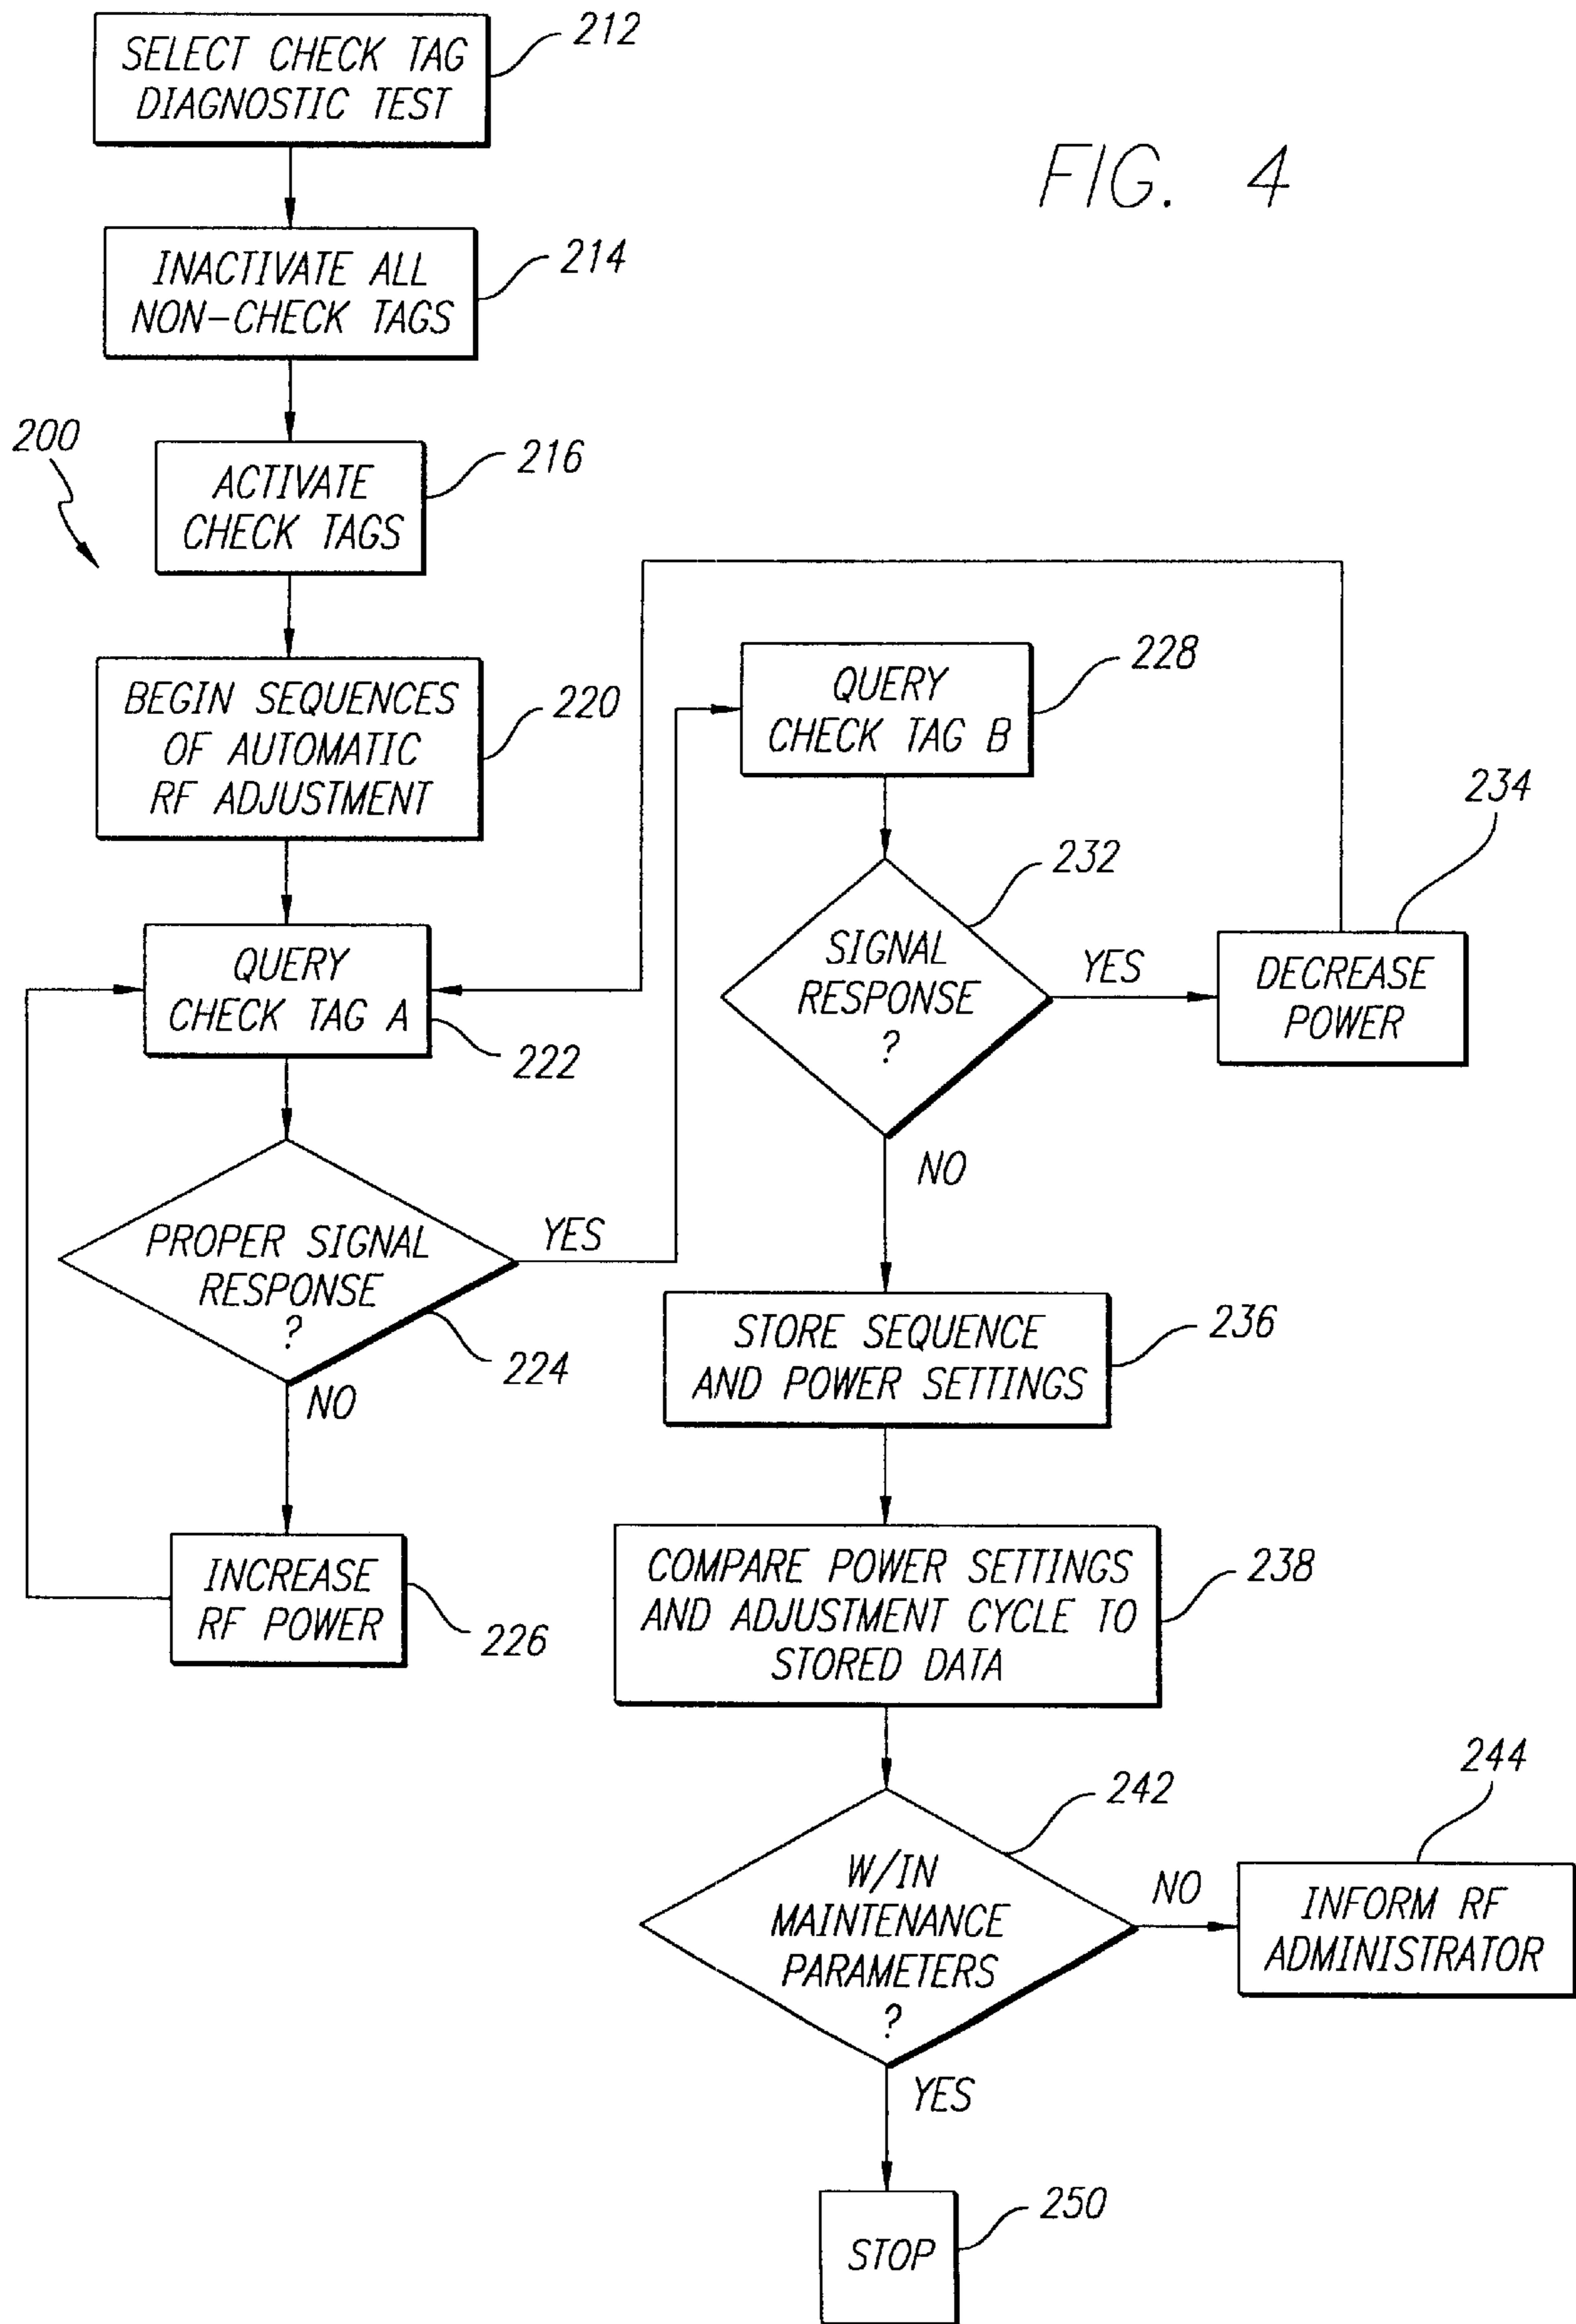 SELECT CHECK TAG
DIAGNOSTIC TEST
212
FIG. 4
INACTIVATE ALL
NON-CHECK TAGS
214
200
ACTIVATE
CHECK TAGS
216
BEGIN SEQUENCES
OF AUTOMATIC
RF ADJUSTMENT
220
QUERY
CHECK TAG A
222
PROPER SIGNAL
RESPONSE
?
224
YES
NO
INCREASE
RF POWER
226
QUERY
CHECK TAG B
228
SIGNAL
RESPONSE
?
232
YES
NO
DECREASE
POWER
234
STORE SEQUENCE
AND POWER SETTINGS
236
COMPARE POWER SETTINGS
AND ADJUSTMENT CYCLE TO
STORED DATA
238
W/IN
MAINTENANCE
PARAMETERS
?
242
NO
YES
INFORM RF
ADMINISTRATOR
244
STOP
250